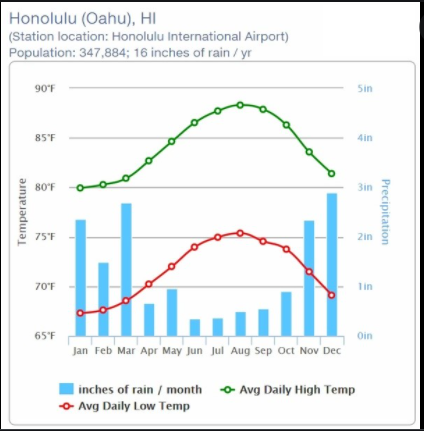 Honolulu (Oahu), HI
(Station location: Honolulu International Airport)
Population: 347,884; 16 inches of rain / yr
90°F
85°F
80°F
75°F
70°F
65°F
Temperature
5in
4in
3in
2in
1in
0in
Precipitation
Jan Feb Mar Apr May Jun Jul Aug Sep Oct Nov Dec
inches of rain / month Avg Daily High Temp
Avg Daily Low Temp